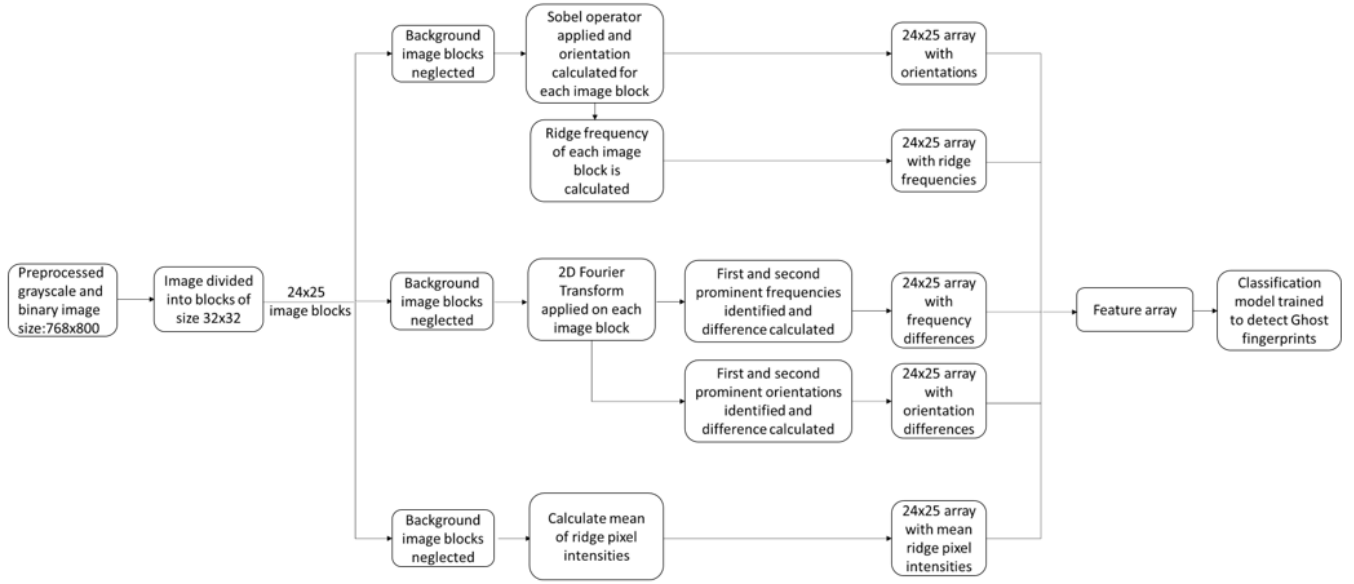 Preprocessed
grayscale and
binary image
size:768x800
Image divided
into blocks of
size 32x32
24x25
image blocks
Background
image blocks
neglected
Sobel operator
applied and
orientation
calculated for
each image block
24x25 array
with
orientations
Ridge frequency
of each image
block is
calculated
24x25 array
with ridge
frequencies
Background
image blocks
neglected
2D Fourier
Transform
applied on each
image block
First and second
prominent frequencies
identified and
difference calculated
24x25 array
with
frequency
differences
First and second
prominent orientations
identified and
difference calculated
24x25 array
with
orientation
differences
Background
image blocks
neglected
Calculate mean
of ridge pixel
intensities
24x25 array
with mean
ridge pixel
intensities
Feature array
Classification
model trained
to detect Ghost
fingerprints